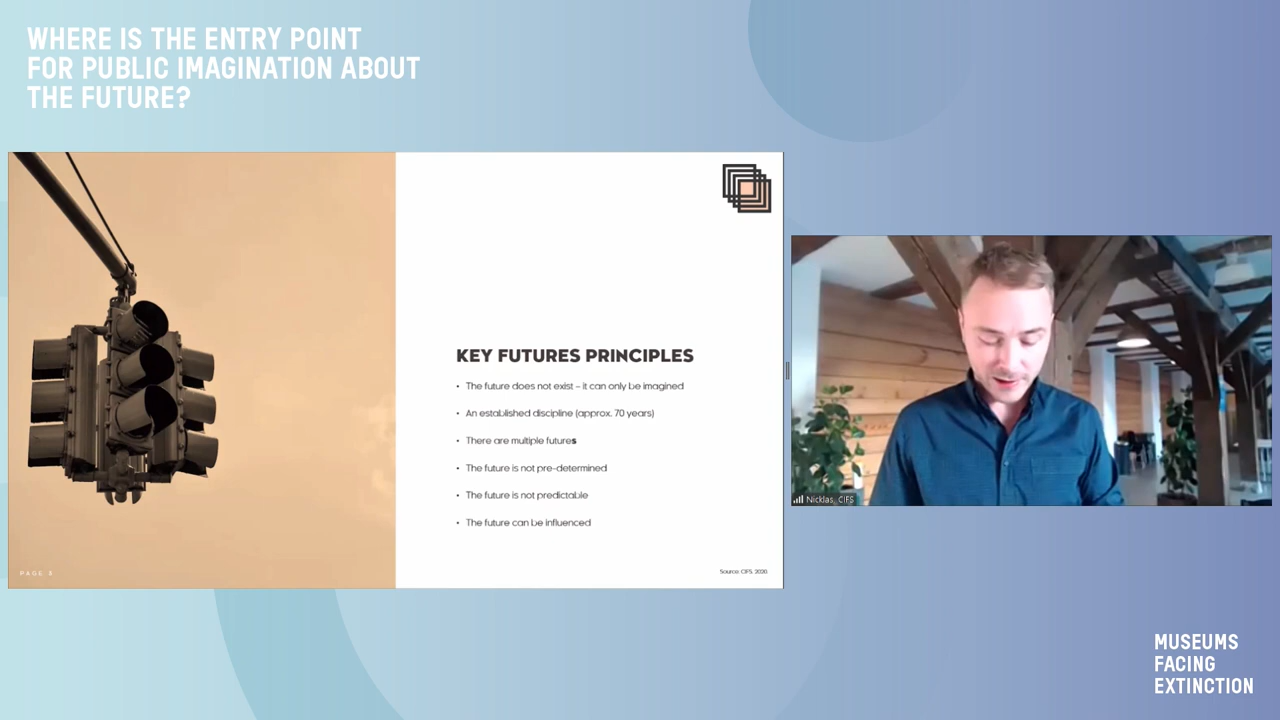 WHERE IS THE ENTRY POINT
FOR PUBLIC IMAGINATION ABOUT
THE FUTURE?
KEY FUTURES PRINCIPLES
• The future does not exist – it can only be imagined
• An established discipline (approx. 70 years)
• There are multiple futures
• The future is not pre-determined
• The future is not predictable
• The future can be influenced
Source: CIFS, 2020.
Nicklas, CIFS
MUSEUMS
FACING
EXTINCTION